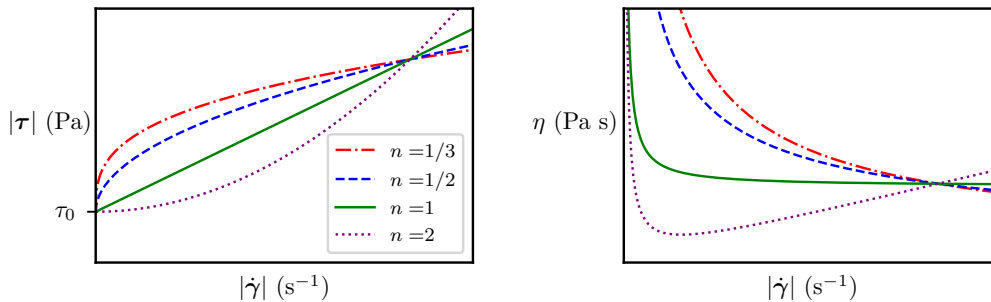 |τ| (Pa)
τ₀
n =1/3
n =1/2
n =1
n =2
|γ̇| (s⁻¹)
η (Pa s)
|γ̇| (s⁻¹)